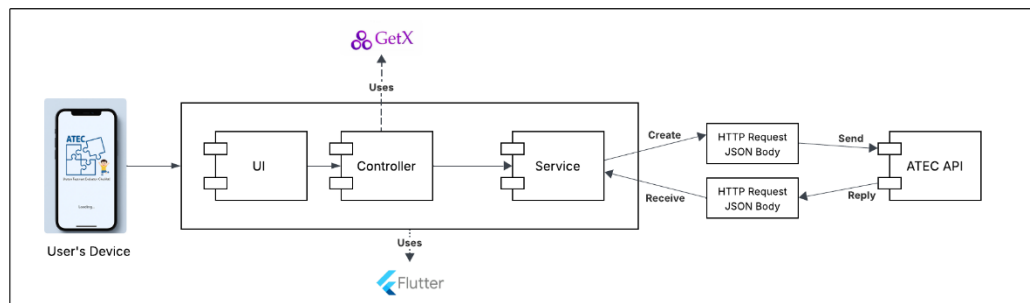 GetX
Uses
ATEC
Loading...
User's Device
UI
Controller
Service
Create
HTTP Request
JSON Body
Send
ATEC API
Receive
HTTP Request
JSON Body
Reply
Uses
Flutter